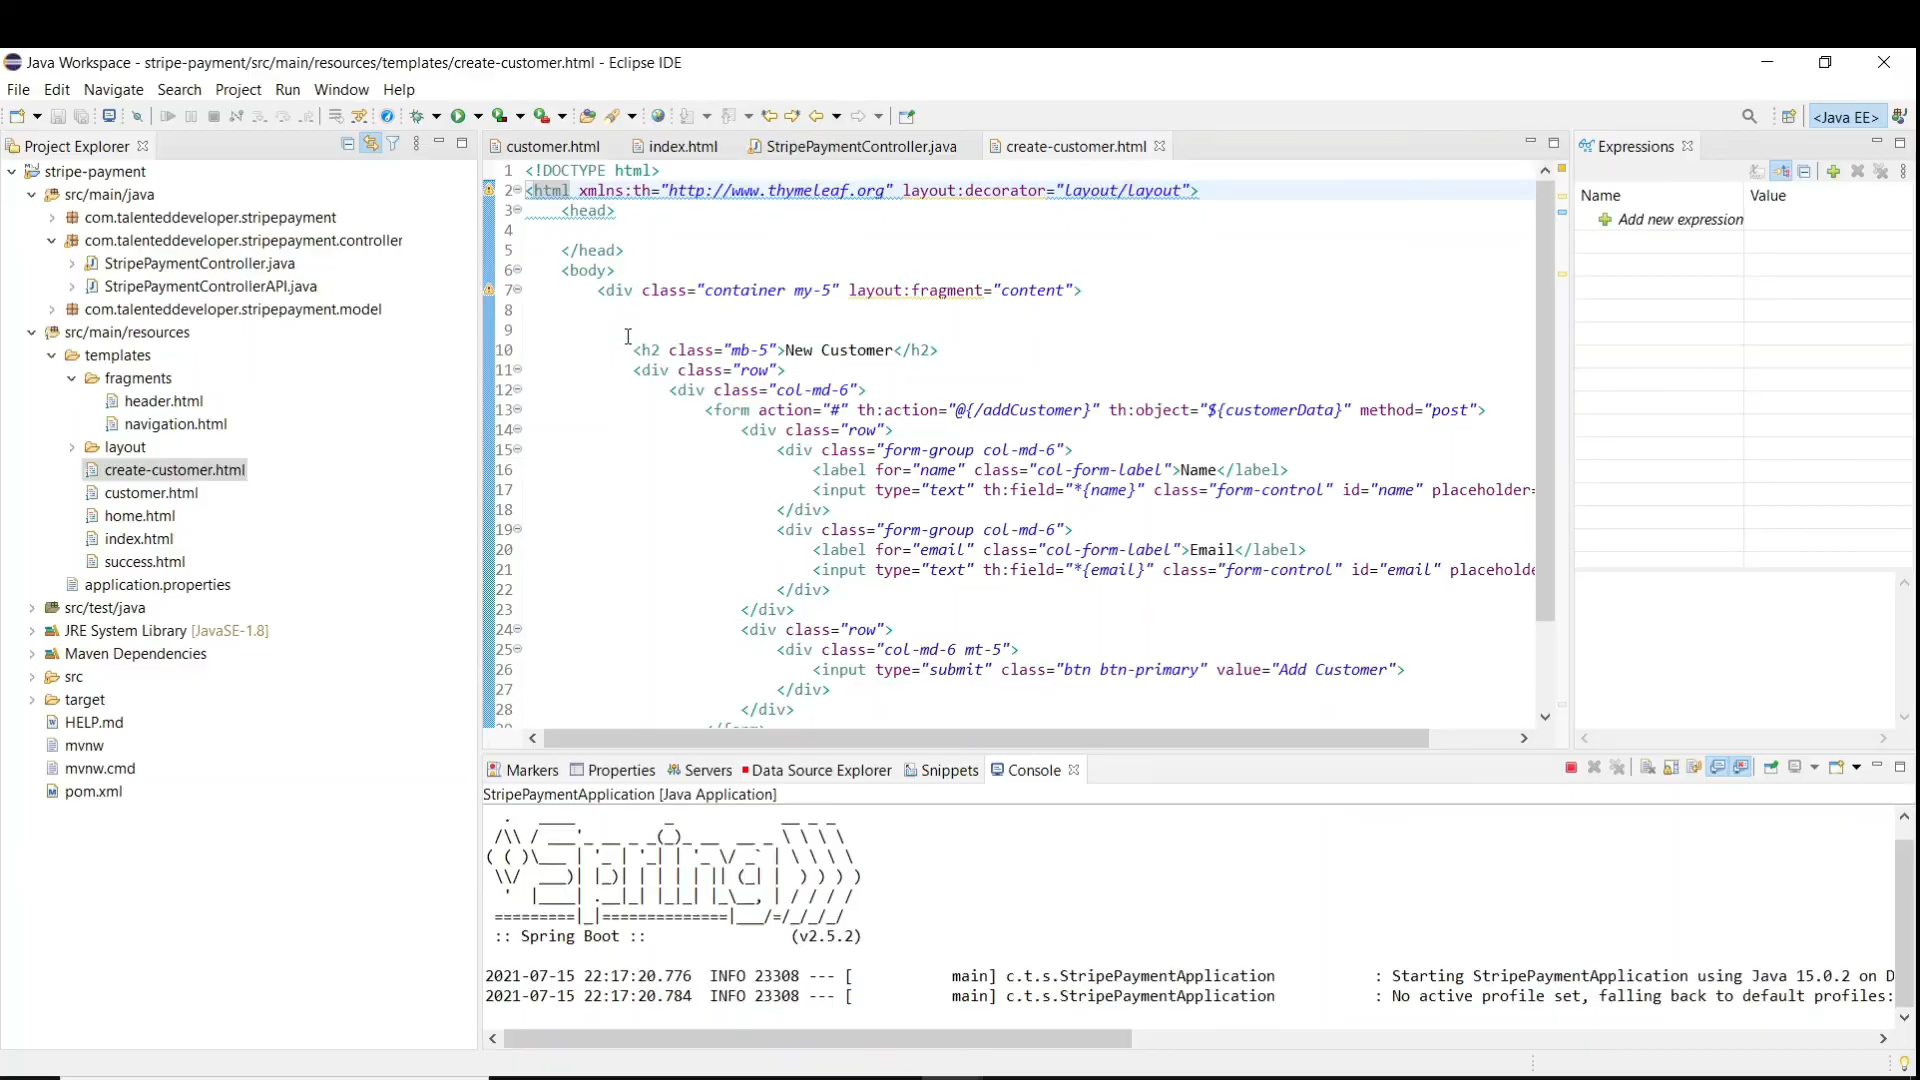 Java Workspace - stripe-payment/src/main/resources/templates/create-customer.html - Eclipse IDE
File Edit Navigate Search Project Run Window Help
<Java EE>
Project Explorer
stripe-payment
src/main/java
com.talenteddeveloper.stripepayment
com.talenteddeveloper.stripepayment.controller
StripePaymentController.java
StripePaymentControllerAPI.java
com.talenteddeveloper.stripepayment.model
src/main/resources
templates
fragments
header.html
navigation.html
layout
create-customer.html
customer.html
home.html
index.html
success.html
application.properties
src/test/java
JRE System Library [JavaSE-1.8]
Maven Dependencies
src
target
HELP.md
mvnw
mvnw.cmd
pom.xml
customer.html index.html StripePaymentController.java create-customer.html
1 <!DOCTYPE html>
2 <html xmlns:th="http://www.thymeleaf.org" layout:decorator="layout/layout">
3 <head>
4
5 </head>
6 <body>
7 <div class="container my-5" layout:fragment="content">
8
9
10 <h2 class="mb-5">New Customer</h2>
11 <div class="row">
12 <div class="col-md-6">
13 <form action="#" th:action="@{/addCustomer}" th:object="${customerData}" method="post">
14 <div class="row">
15 <div class="form-group col-md-6">
16 <label for="name" class="col-form-label">Name</label>
17 <input type="text" th:field="*{name}" class="form-control" id="name" placeholder=
18 </div>
19 <div class="form-group col-md-6">
20 <label for="email" class="col-form-label">Email</label>
21 <input type="text" th:field="*{email}" class="form-control" id="email" placeholde
22 </div>
23 </div>
24 <div class="row">
25 <div class="col-md-6 mt-5">
26 <input type="submit" class="btn btn-primary" value="Add Customer">
27 </div>
28 </div>
Expressions
Name Value
Add new expression
Markers Properties Servers Data Source Explorer Snippets Console
StripePaymentApplication [Java Application]
:: Spring Boot :: (v2.5.2)
2021-07-15 22:17:20.776 INFO 23308 --- [ main] c.t.s.StripePaymentApplication : Starting StripePaymentApplication using Java 15.0.2 on D
2021-07-15 22:17:20.784 INFO 23308 --- [ main] c.t.s.StripePaymentApplication : No active profile set, falling back to default profiles: